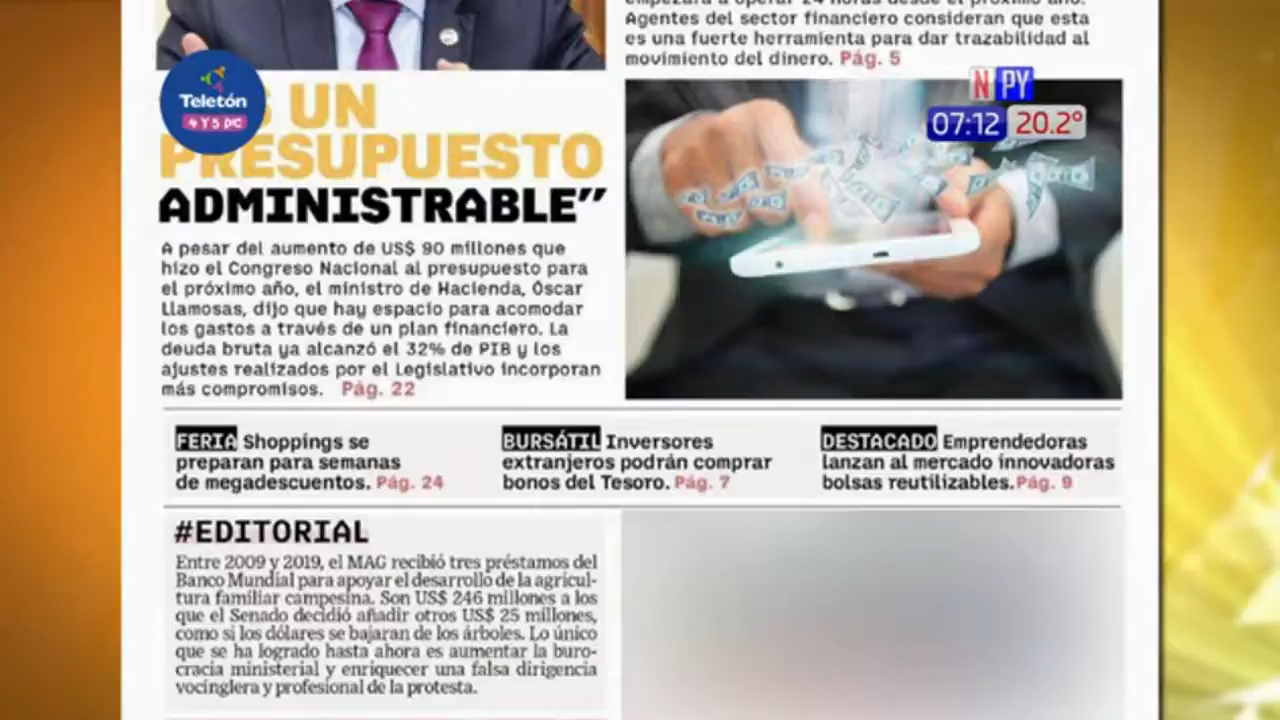 empezará a operar 24 horas desde el próximo año.
Agentes del sector financiero consideran que esta
es una fuerte herramienta para dar trazabilidad al
movimiento del dinero. Pág. 5
NPY
07:12 20.2°
Teletón
4 Y 5 DIC
UN
PRESUPUESTO
ADMINISTRABLE”
A pesar del aumento de US$ 90 millones que
hizo el Congreso Nacional al presupuesto para
el próximo año, el ministro de Hacienda, Óscar
Llamosas, dijo que hay espacio para acomodar
los gastos a través de un plan financiero. La
deuda bruta ya alcanzó el 32% de PIB y los
ajustes realizados por el Legislativo incorporan
más compromisos. Pág. 22
FERIA Shoppings se
preparan para semanas
de megadescuentos. Pág. 24
BURSÁTIL Inversores
extranjeros podrán comprar
bonos del Tesoro. Pág. 7
DESTACADO Emprendedoras
lanzan al mercado innovadoras
bolsas reutilizables. Pág. 9
#EDITORIAL
Entre 2009 y 2019, el MAG recibió tres préstamos del
Banco Mundial para apoyar el desarrollo de la agricul-
tura familiar campesina. Son US$ 246 millones a los
que el Senado decidió añadir otros US$ 25 millones,
como si los dólares se bajaran de los árboles. Lo único
que se ha logrado hasta ahora es aumentar la buro-
cracia ministerial y enriquecer una falsa dirigencia
vocinglera y profesional de la protesta.